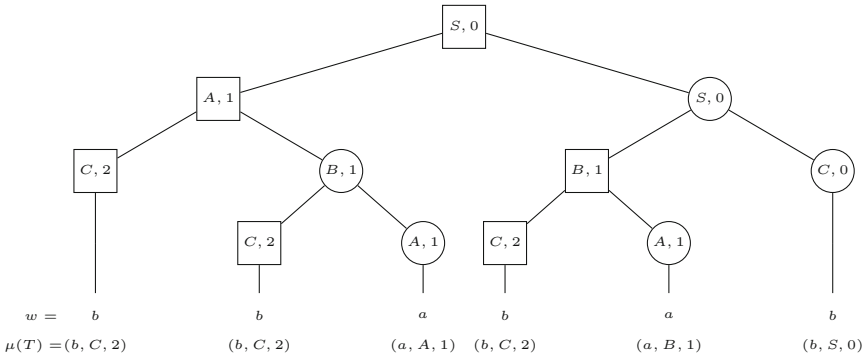 S, 0
A, 1
S, 0
C, 2
B, 1
B, 1
C, 0
C, 2
A, 1
C, 2
A, 1
w = b b a b a b
μ(T) =(b, C, 2) (b, C, 2) (a, A, 1) (b, C, 2) (a, B, 1) (b, S, 0)